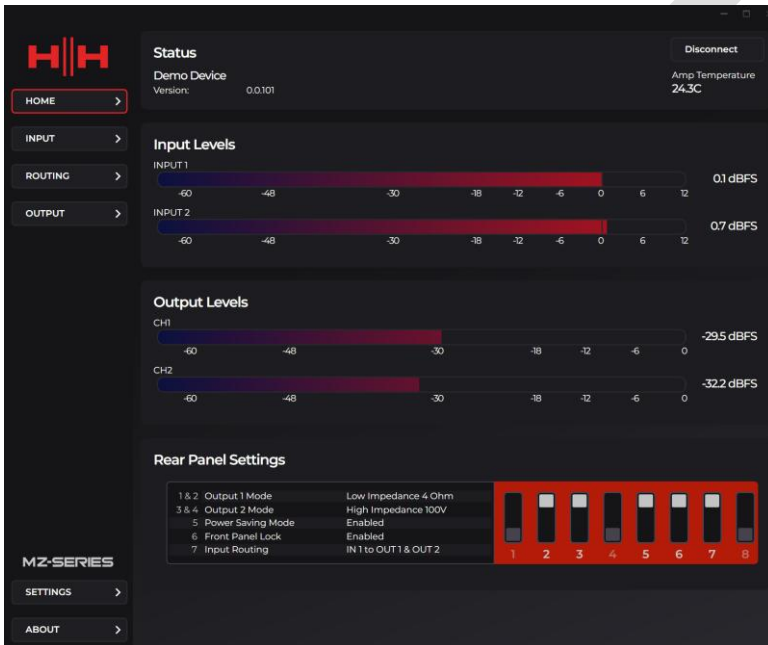 H||H
Status
Disconnect
Demo Device
Version: 0.0.101
Amp Temperature
24.3C
HOME
INPUT
ROUTING
OUTPUT
Input Levels
INPUT 1
0.1 dBFS
-60 -48 -30 -18 -12 -6 0 6 12
INPUT 2
0.7 dBFS
-60 -48 -30 -18 -12 -6 0 6 12
Output Levels
CH1
-29.5 dBFS
-60 -48 -30 -18 -12 -6 0
CH2
-32.2 dBFS
-60 -48 -30 -18 -12 -6 0
Rear Panel Settings
1 & 2 Output 1 Mode Low Impedance 4 Ohm
3 & 4 Output 2 Mode High Impedance 100V
5 Power Saving Mode Enabled
6 Front Panel Lock Enabled
7 Input Routing IN 1 to OUT 1 & OUT 2
1 2 3 4 5 6 7 8
MZ-SERIES
SETTINGS
ABOUT